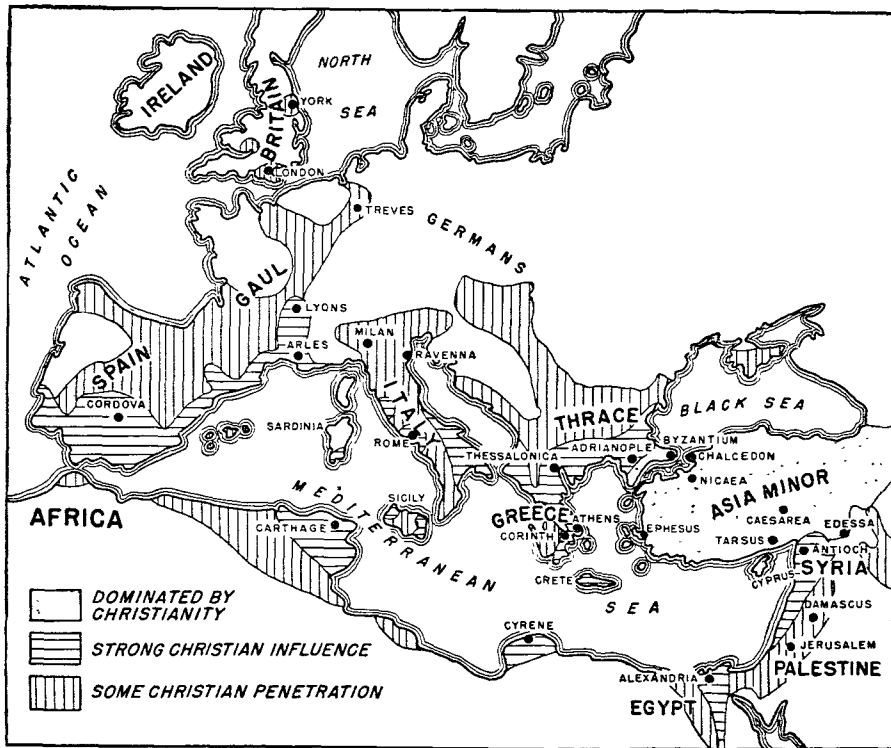 IRELAND
NORTH
SEA
BRITAIN
YORK
LONDON
ATLANTIC
OCEAN
TREVES
GERMANS
GAUL
LYONS
ARLES
MILAN
RAVENNA
ITALY
ROME
SPAIN
CORDOVA
SARDINIA
THRACE
BLACK SEA
THESSALONICA
ADRIANOPLE
BYZANTIUM
CHALCEDON
NICAEA
ASIA MINOR
CAESAREA
EDESSA
TARSUS
ANTIOCH
SYRIA
CYPRUS
MEDITERRANEAN
SEA
SICILY
GREECE
ATHENS
CORINTH
EPHESUS
CRETE
AFRICA
CARTHAGE
CYRENE
DAMASCUS
JERUSALEM
PALESTINE
ALEXANDRIA
EGYPT
DOMINATED BY
CHRISTIANITY
STRONG CHRISTIAN INFLUENCE
SOME CHRISTIAN PENETRATION